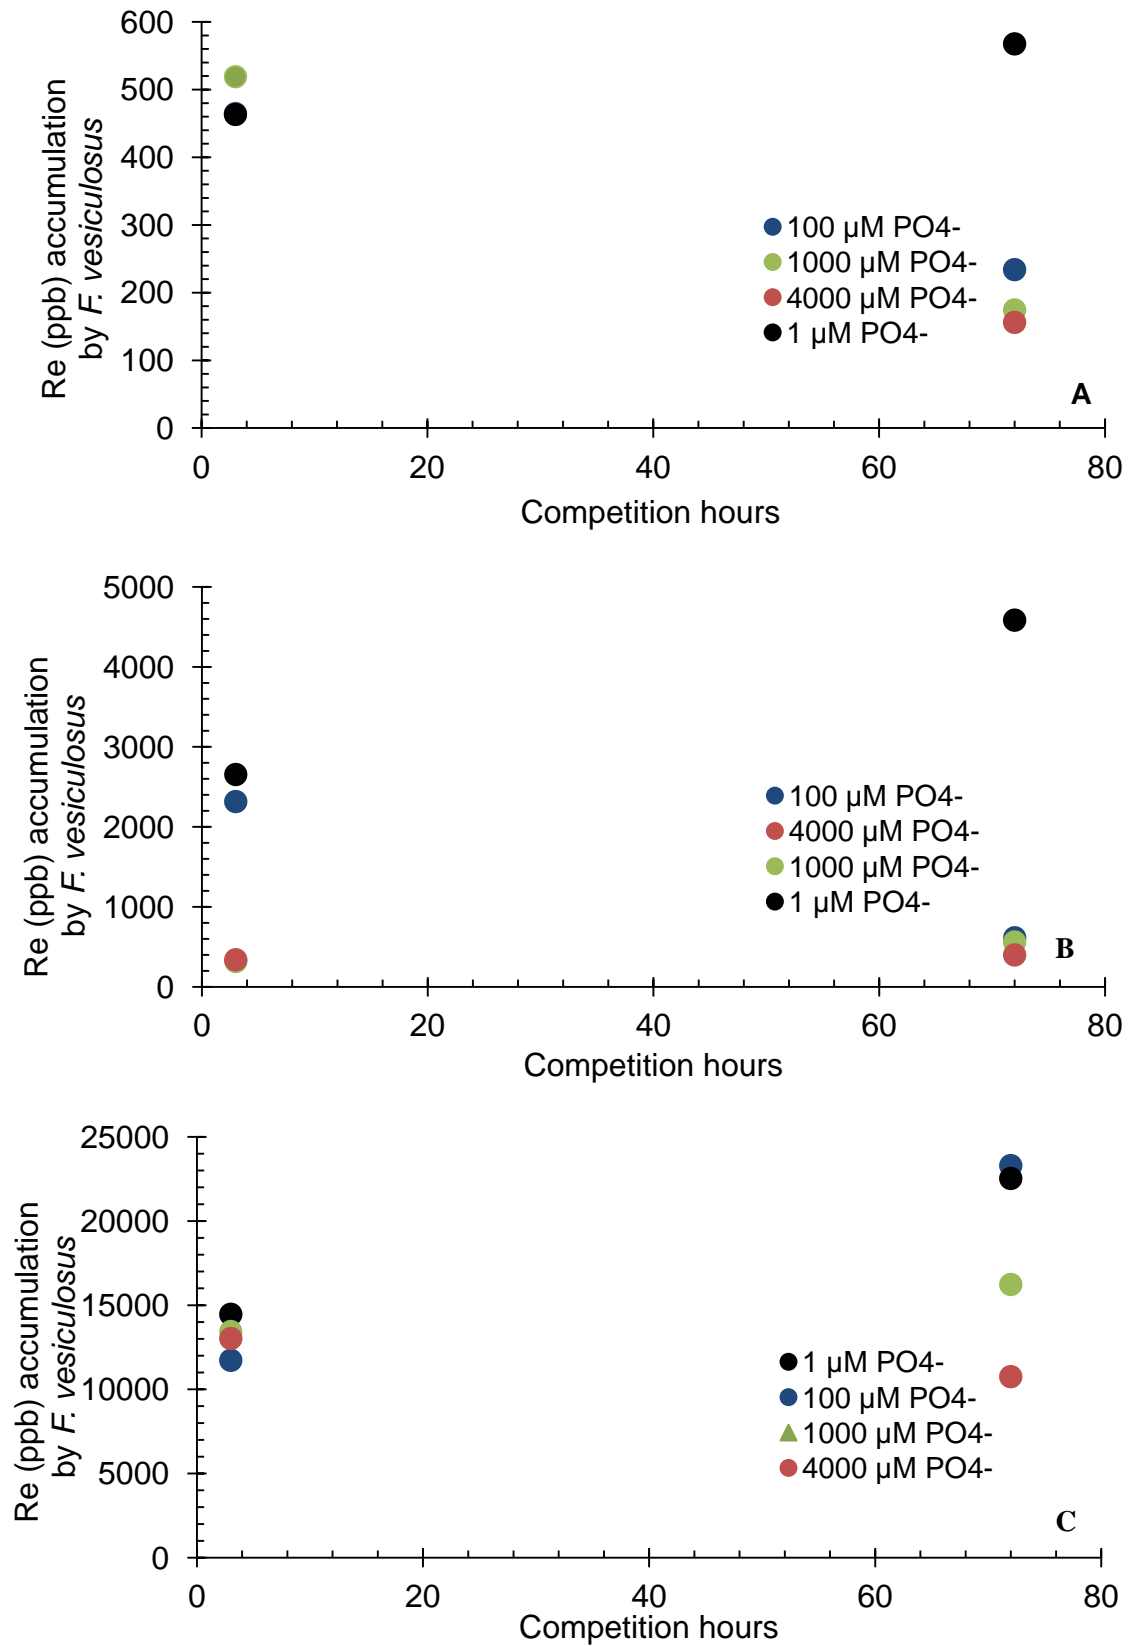 600
500
400
300
200
100
0
Re (ppb) accumulation
by F. vesiculosus
100 µM PO4-
1000 µM PO4-
4000 µM PO4-
1 µM PO4-
A
0 20 40 60 80
Competition hours
5000
4000
3000
2000
1000
0
Re (ppb) accumulation
by F. vesiculosus
100 µM PO4-
4000 µM PO4-
1000 µM PO4-
1 µM PO4-
B
0 20 40 60 80
Competition hours
25000
20000
15000
10000
5000
0
Re (ppb) accumulation
by F. vesiculosus
1 µM PO4-
100 µM PO4-
1000 µM PO4-
4000 µM PO4-
C
0 20 40 60 80
Competition hours